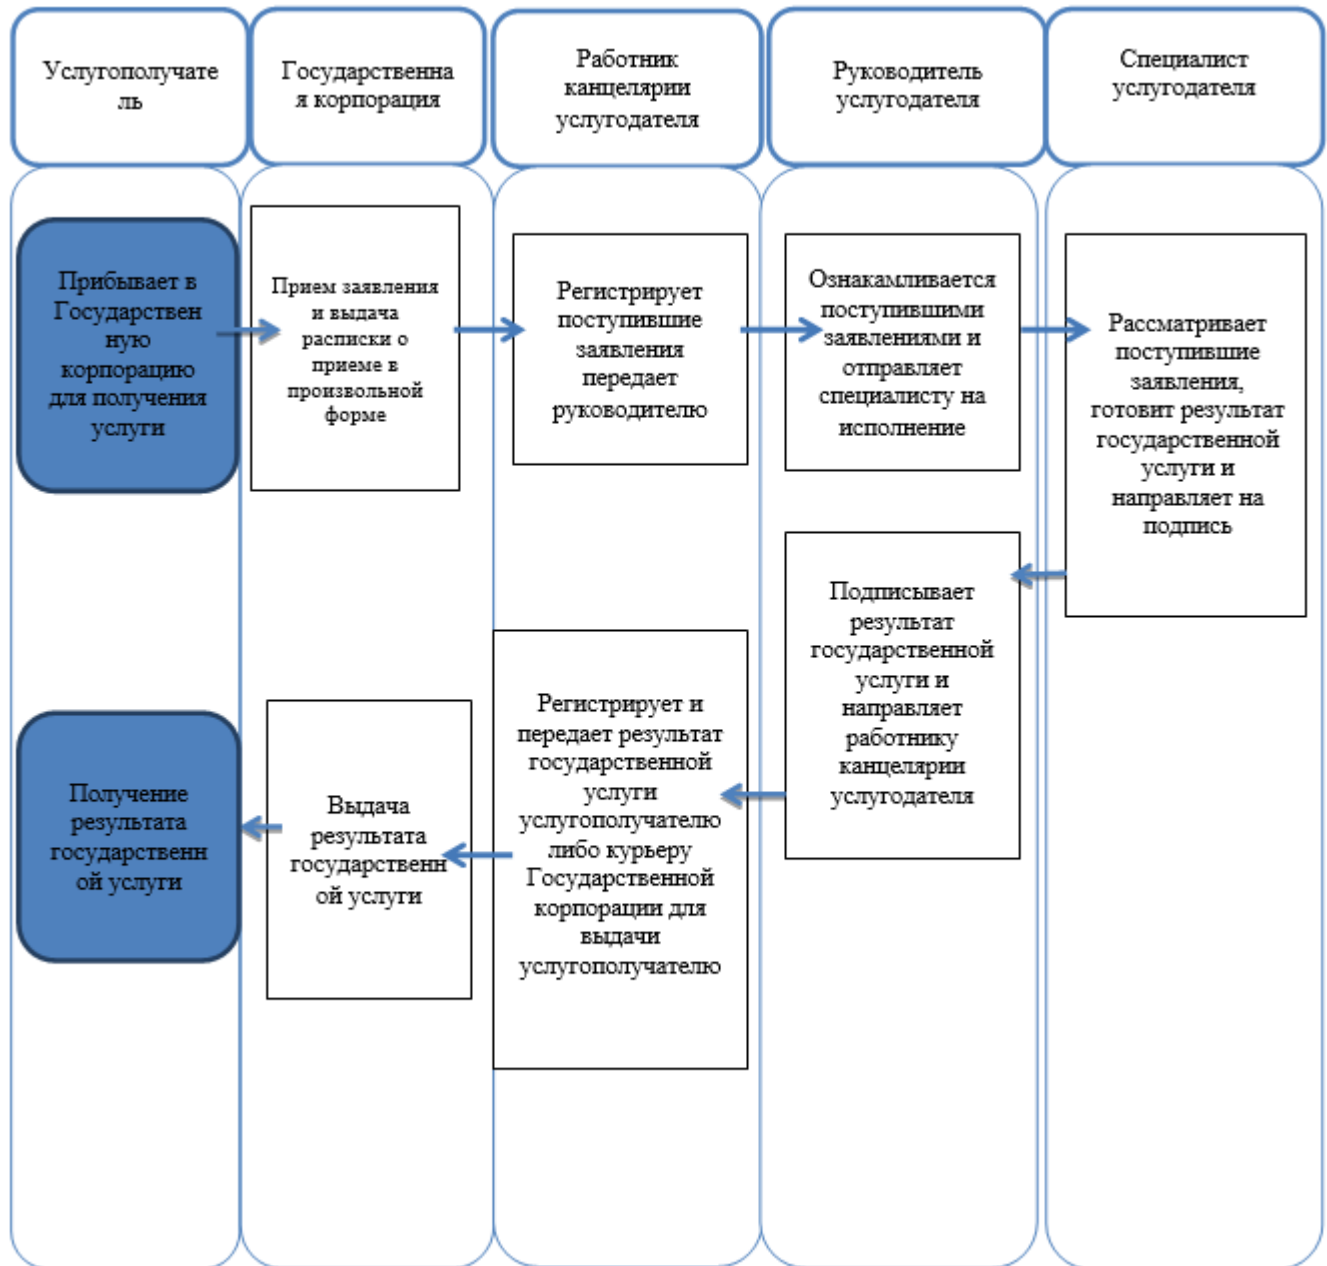 Услугополучате
ль
Государственна
я корпорация
Работник
канцелярии
услугодателя
Руководитель
услугодателя
Специалист
услугодателя
Прибывает в
Государствен
ную
корпорацию
для получения
услуги
Прием заявления
и выдача
расписки о
приеме в
произвольной
форме
Регистрирует
поступившие
заявления
передает
руководителю
Ознакамливается
поступившими
заявлениями и
отправляет
специалисту на
исполнение
Рассматривает
поступившие
заявления,
готовит результат
государственной
услуги и
направляет на
подпись
Подписывает
результат
государственной
услуги и
направляет
работнику
канцелярии
услугодателя
Регистрирует и
передает результат
государственной
услуги
услугополучателю
либо курьеру
Государственной
корпорации для
выдачи
услугополучателю
Выдача
результата
государственн
ой услуги
Получение
результата
государственн
ой услуги